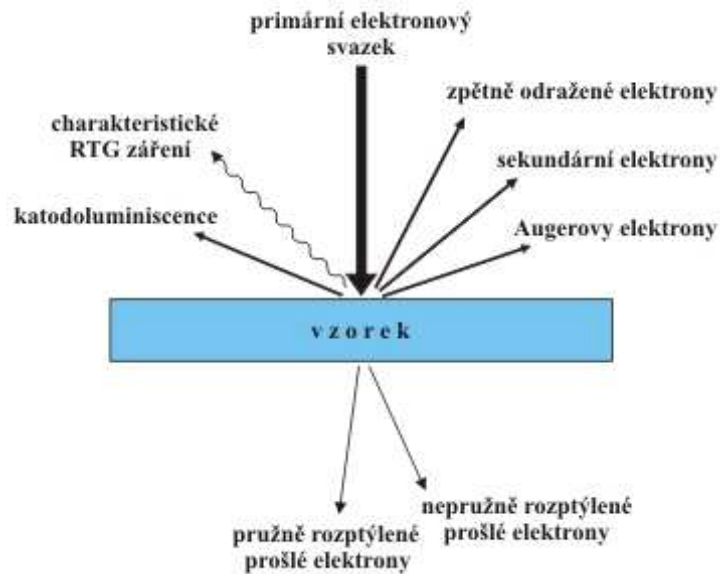 primární elektronový
svazek
zpětně odražené elektrony
charakteristické
RTG záření
sekundární elektrony
katodoluminiscence
Augerovy elektrony
vzorek
nepružně rozptýlené
prošlé elektrony
pružně rozptýlené
prošlé elektrony